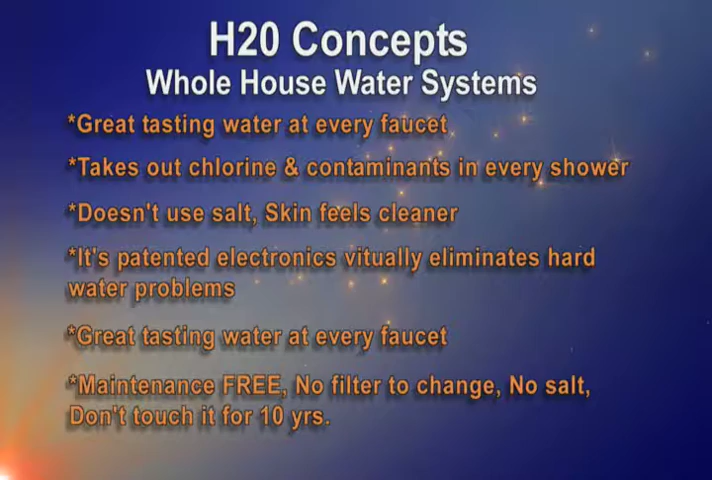 H20 Concepts
Whole House Water Systems
*Great tasting water at every faucet
*Takes out chlorine & contaminants in every shower
*Doesn't use salt, Skin feels cleaner
*It's patented electronics vitually eliminates hard
water problems
*Great tasting water at every faucet
*Maintenance FREE, No filter to change, No salt,
Don't touch it for 10 yrs.